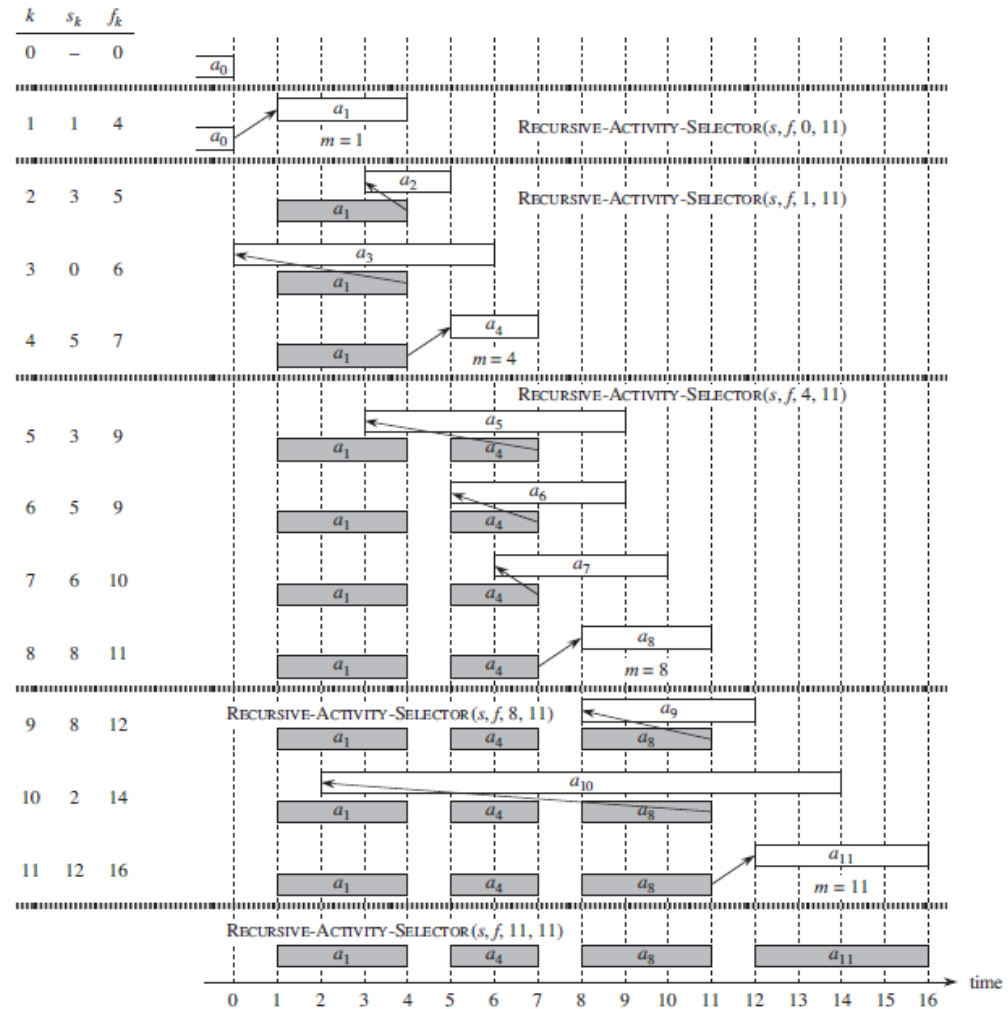 k s_k f_k
0 – 0
a_0
1 1 4
a_1
a_0
m = 1
RECURSIVE-ACTIVITY-SELECTOR(s, f, 0, 11)
2 3 5
a_2
a_1
RECURSIVE-ACTIVITY-SELECTOR(s, f, 1, 11)
3 0 6
a_3
a_1
4 5 7
a_4
a_1
m = 4
RECURSIVE-ACTIVITY-SELECTOR(s, f, 4, 11)
5 3 9
a_5
a_1 a_4
6 5 9
a_6
a_1 a_4
7 6 10
a_7
a_1 a_4
8 8 11
a_8
a_1 a_4
m = 8
RECURSIVE-ACTIVITY-SELECTOR(s, f, 8, 11)
9 8 12
a_9
a_1 a_4 a_8
10 2 14
a_10
a_1 a_4 a_8
11 12 16
a_11
a_1 a_4 a_8
m = 11
RECURSIVE-ACTIVITY-SELECTOR(s, f, 11, 11)
a_1 a_4 a_8 a_11
time
0 1 2 3 4 5 6 7 8 9 10 11 12 13 14 15 16